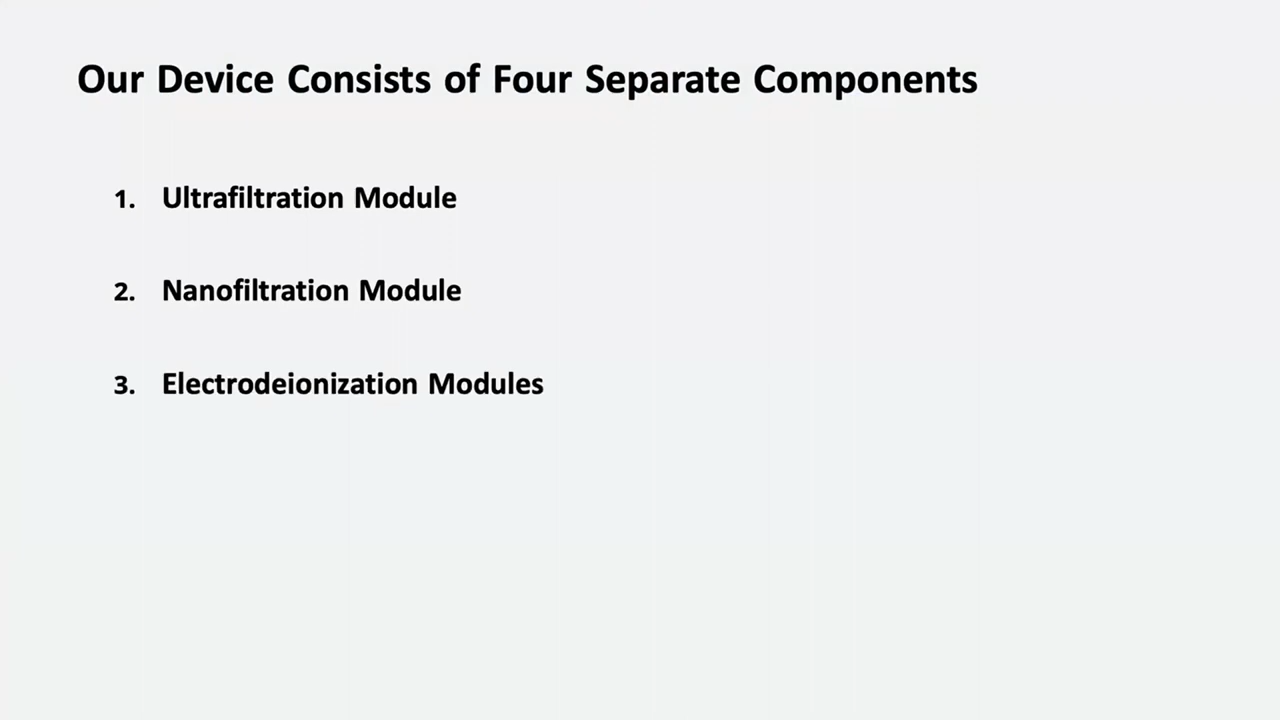 Our Device Consists of Four Separate Components
1. Ultrafiltration Module
2. Nanofiltration Module
3. Electrodeionization Modules